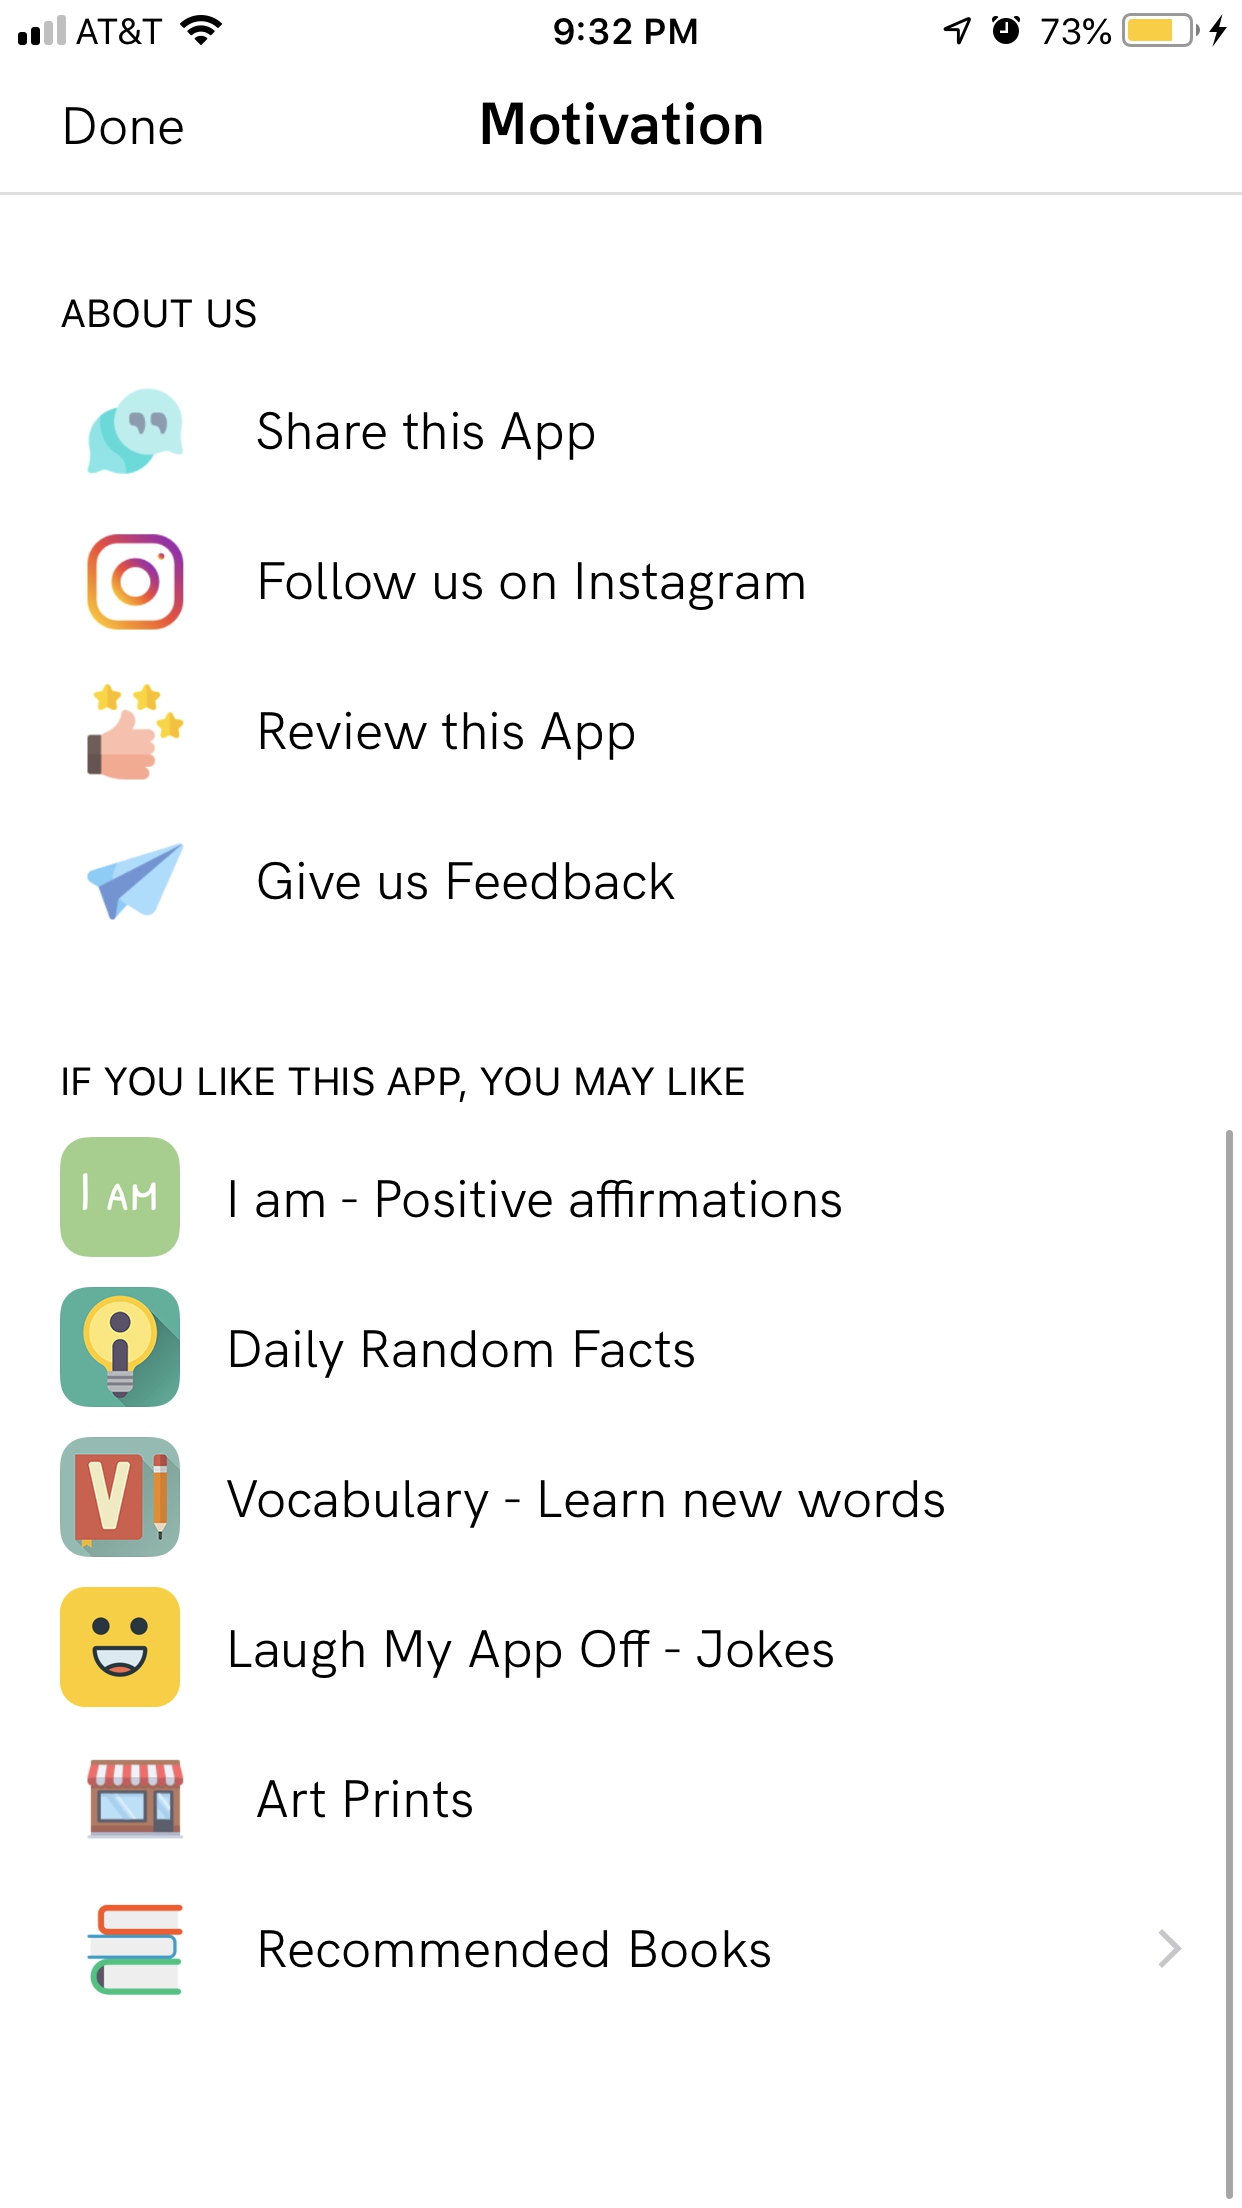 AT&T 9:32 PM 73%
Done Motivation
ABOUT US
Share this App
Follow us on Instagram
Review this App
Give us Feedback
IF YOU LIKE THIS APP, YOU MAY LIKE
I AM I am - Positive affirmations
Daily Random Facts
V Vocabulary - Learn new words
Laugh My App Off - Jokes
Art Prints
Recommended Books